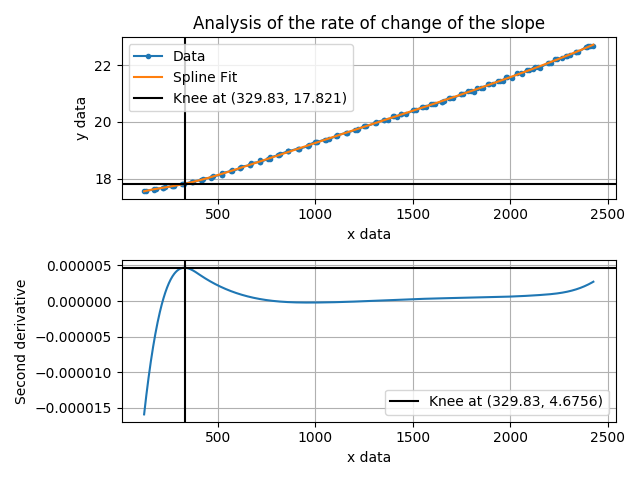 Analysis of the rate of change of the slope
Data
Spline Fit
Knee at (329.83, 17.821)
22
20
18
y data
500
1000
1500
2000
2500
x data
0.000005
0.000000
−0.000005
−0.000010
−0.000015
Second derivative
Knee at (329.83, 4.6756)
500
1000
1500
2000
2500
x data